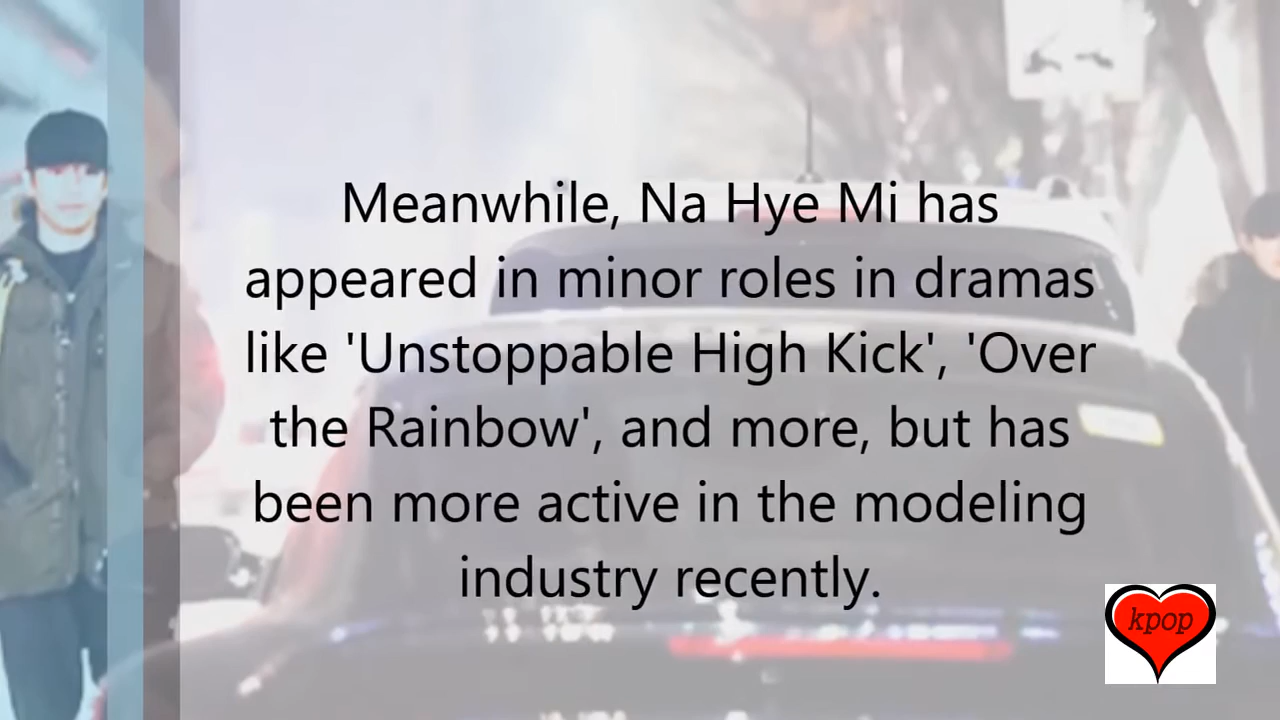 Meanwhile, Na Hye Mi has
appeared in minor roles in dramas
like 'Unstoppable High Kick', 'Over
the Rainbow', and more, but has
been more active in the modeling
industry recently.
kpop